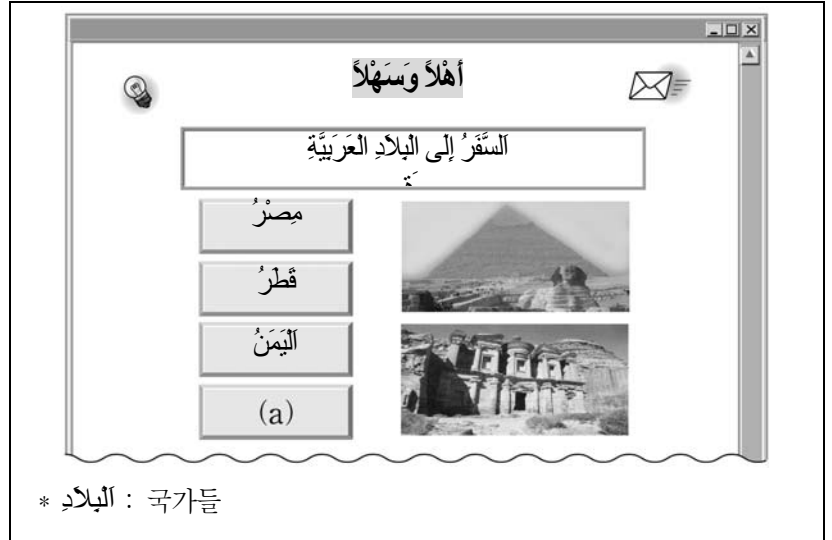 أَهْلاً وَسَهْلاً
اَلسَّفَرُ إِلَى الْبِلاَدِ الْعَرَبِيَّةِ
مِصْرُ
قَطَرُ
اَلْيَمَنُ
(a)
* اَلْبِلاَدِ : 국가들